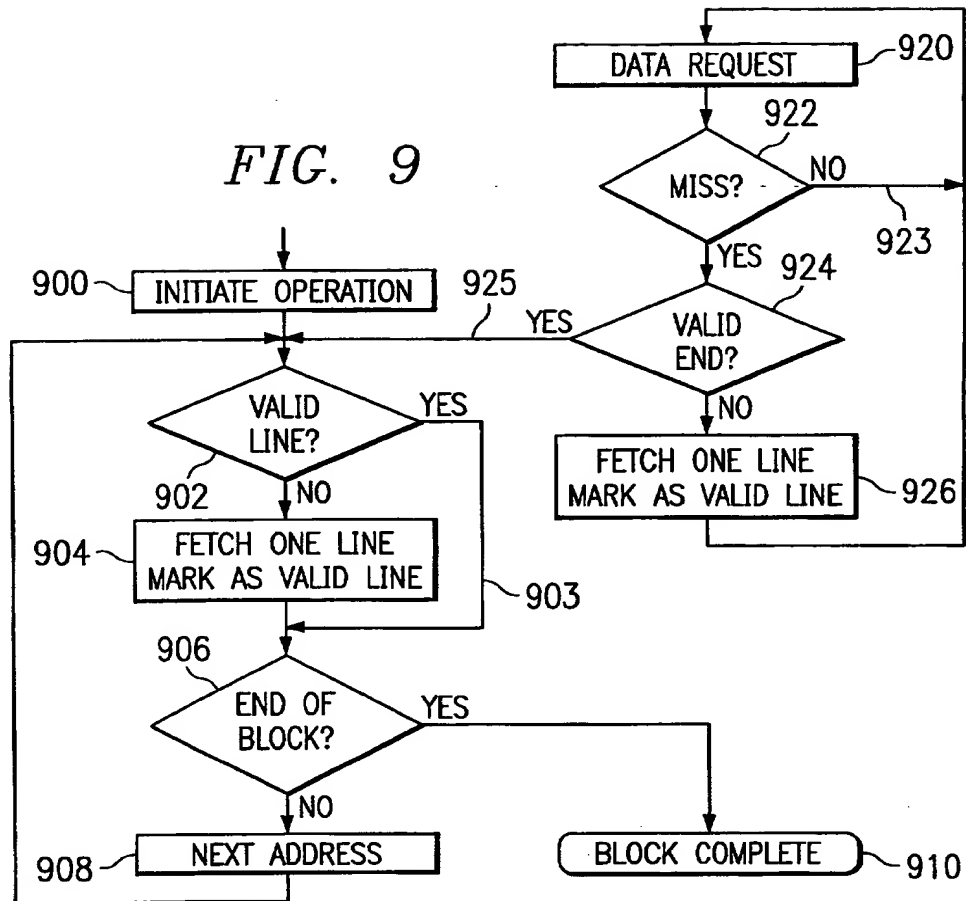 FIG. 9
DATA REQUEST
920
922
MISS?
NO
923
YES
924
VALID
END?
YES
925
NO
FETCH ONE LINE
MARK AS VALID LINE
926
900
INITIATE OPERATION
VALID
LINE?
YES
902
NO
903
904
FETCH ONE LINE
MARK AS VALID LINE
906
END OF
BLOCK?
YES
NO
908
NEXT ADDRESS
BLOCK COMPLETE
910